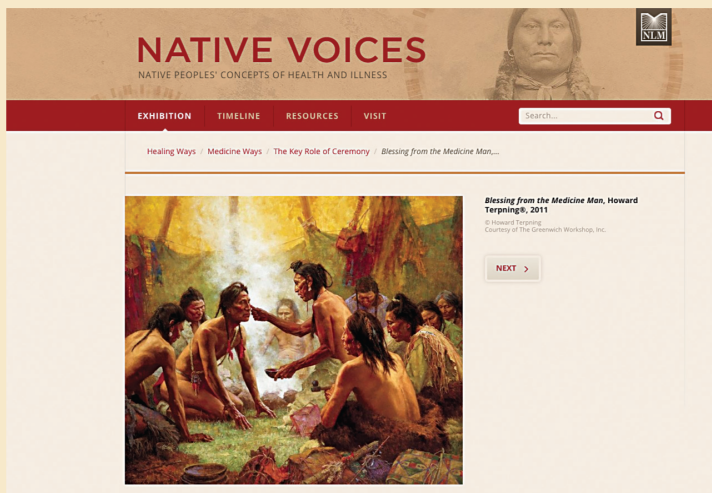 NATIVE VOICES
NATIVE PEOPLES' CONCEPTS OF HEALTH AND ILLNESS
NLM
EXHIBITION TIMELINE RESOURCES VISIT Search...
Healing Ways / Medicine Ways / The Key Role of Ceremony / Blessing from the Medicine Man,...
Blessing from the Medicine Man, Howard
Terpning®, 2011
© Howard Terpning
Courtesy of The Greenwich Workshop, Inc.
NEXT